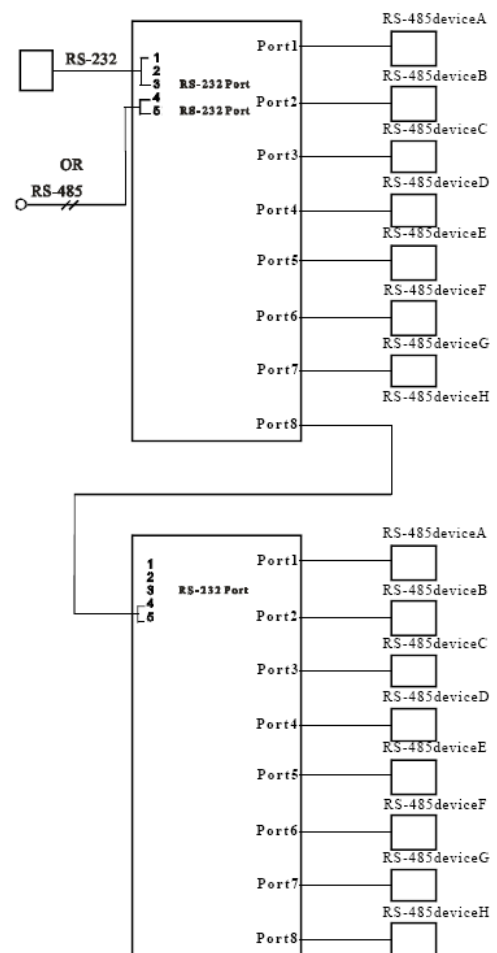 RS-485deviceA
RS-232
1
2
3 RS-232 Port
4
5 RS-232 Port
Port1
RS-485deviceB
Port2
RS-485deviceC
OR
Port3
RS-485deviceD
RS-485
Port4
RS-485deviceE
Port5
RS-485deviceF
Port6
RS-485deviceG
Port7
RS-485deviceH
Port8
RS-485deviceA
1
2
3 RS-232 Port
4
5
Port1
RS-485deviceB
Port2
RS-485deviceC
Port3
RS-485deviceD
Port4
RS-485deviceE
Port5
RS-485deviceF
Port6
RS-485deviceG
Port7
RS-485deviceH
Port8